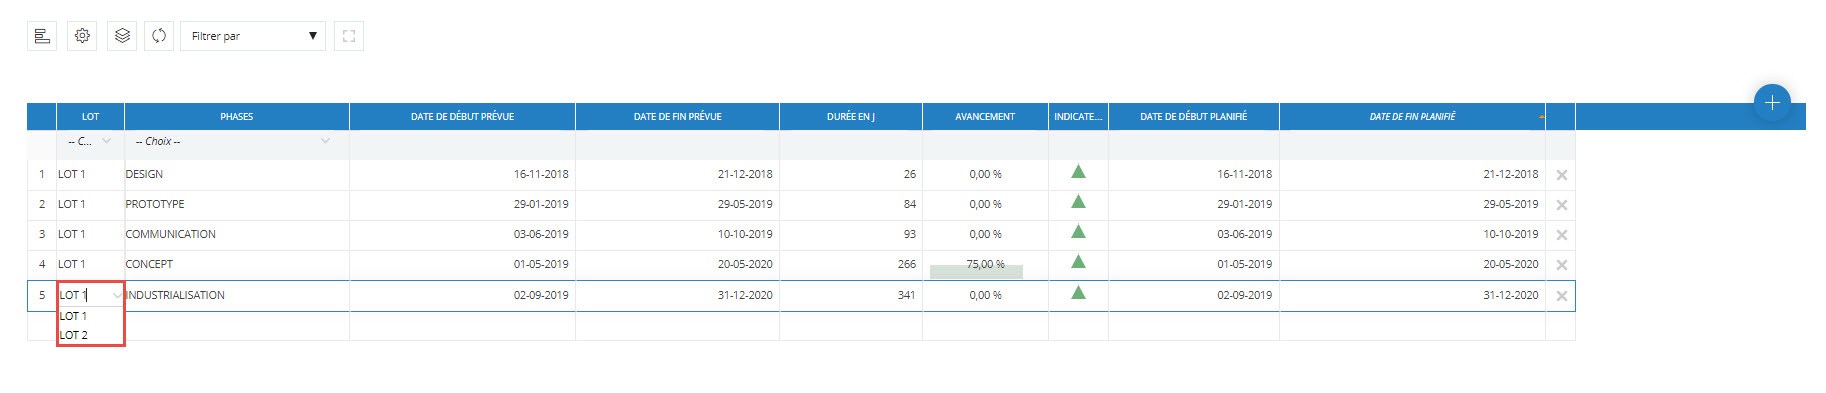 Filtrer par
LOT PHASES DATE DE DÉBUT PRÉVUE DATE DE FIN PRÉVUE DURÉE EN J AVANCEMENT INDICATE... DATE DE DÉBUT PLANIFIÉ DATE DE FIN PLANIFIÉ
-- C... -- Choix --
1 LOT 1 DESIGN 16-11-2018 21-12-2018 26 0,00 % 16-11-2018 21-12-2018
2 LOT 1 PROTOTYPE 29-01-2019 29-05-2019 84 0,00 % 29-01-2019 29-05-2019
3 LOT 1 COMMUNICATION 03-06-2019 10-10-2019 93 0,00 % 03-06-2019 10-10-2019
4 LOT 1 CONCEPT 01-05-2019 20-05-2020 266 75,00 % 01-05-2019 20-05-2020
5 LOT 1 INDUSTRIALISATION 02-09-2019 31-12-2020 341 0,00 % 02-09-2019 31-12-2020
LOT 1
LOT 2